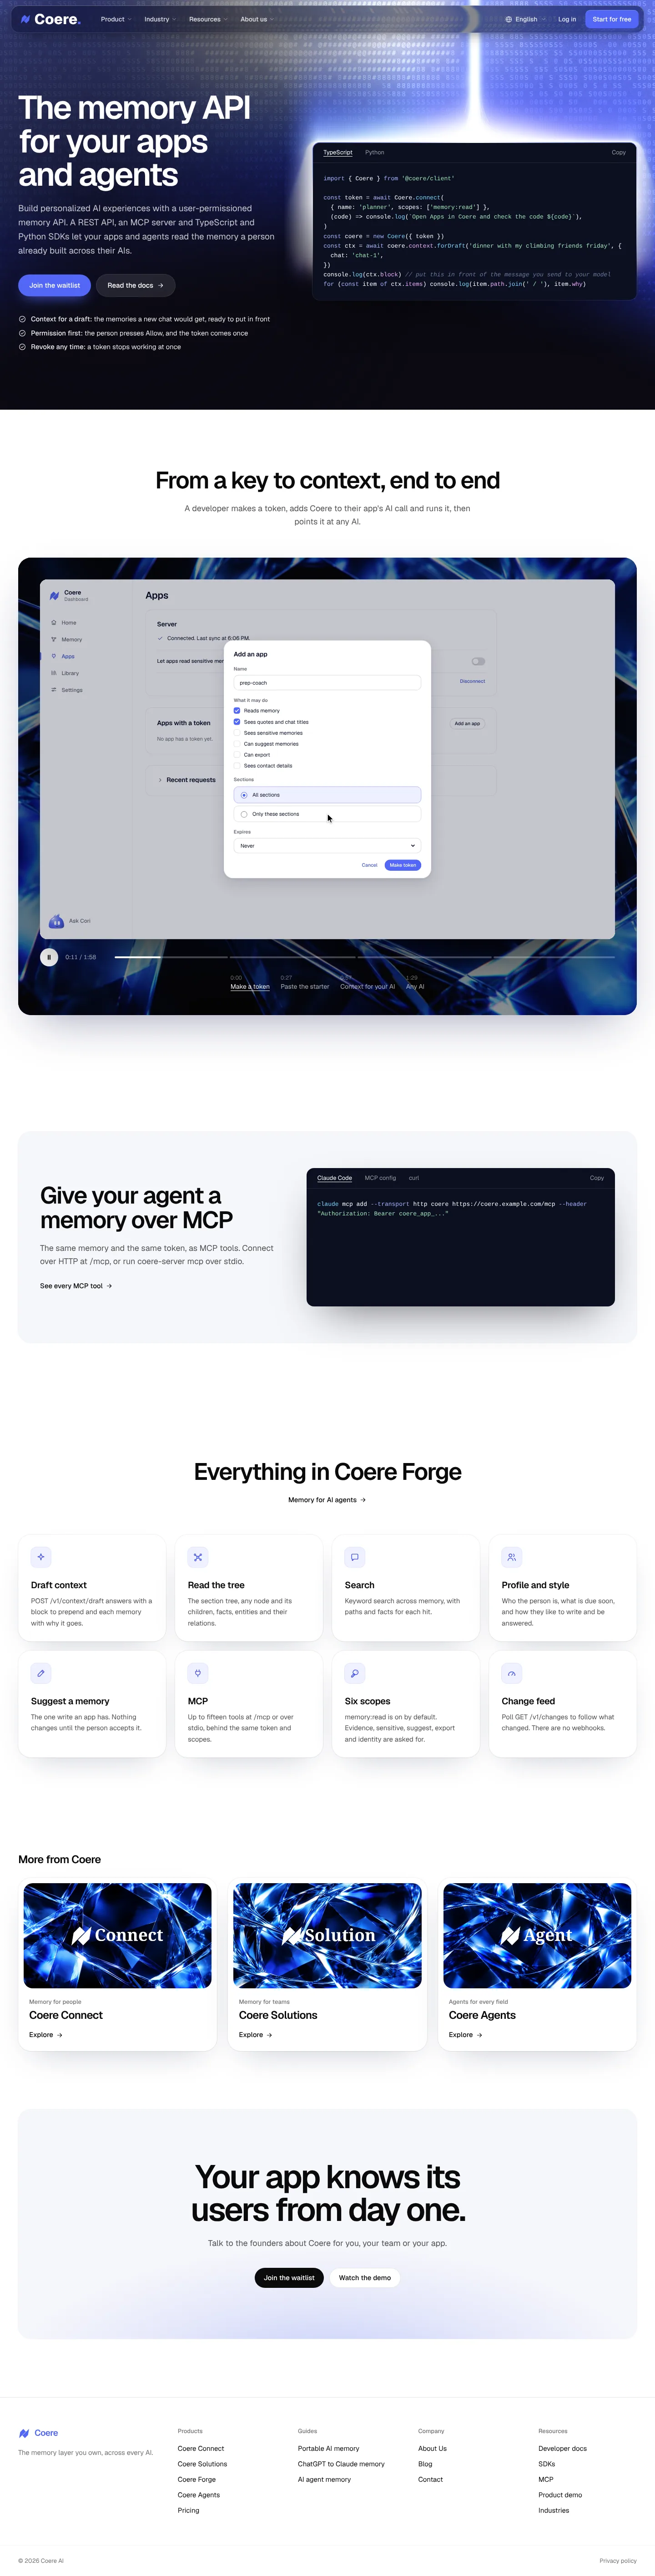 Coere.
Product
Industry
Resources
About us
English
Log in
Start for free
The memory API
for your apps
and agents
Build personalized AI experiences with a user-permissioned
memory API. A REST API, an MCP server and TypeScript and
Python SDKs let your apps and agents read the memory a person
already built across their AIs.
Join the waitlist
Read the docs →
Context for a draft: the memories a new chat would get, ready to put in front
Permission first: the person presses Allow, and the token comes once
Revoke any time: a token stops working at once
TypeScript
Python
Copy
import { Coere } from '@coere/client'
const token = await Coere.connect(
{ name: 'planner', scopes: ['memory:read'] },
(code) => console.log(`Open Apps in Coere and check the code ${code}`),
)
const coere = new Coere({ token })
const ctx = await coere.context.forDraft('dinner with my climbing friends friday', {
chat: 'chat-1',
})
console.log(ctx.block) // put this in front of the message you send to your model
for (const item of ctx.items) console.log(item.path.join(' / '), item.why)
From a key to context, end to end
A developer makes a token, adds Coere to their app's AI call and runs it, then
points it at any AI.
Coere
Dashboard
Home
Memory
Apps
Library
Settings
Ask Cori
Apps
Server
Connected. Last sync at 6:06 PM.
Let apps read sensitive mem
Disconnect
Apps with a token
Add an app
No app has a token yet.
Recent requests
Add an app
Name
prep-coach
What it may do
Reads memory
Sees quotes and chat titles
Sees sensitive memories
Can suggest memories
Can export
Sees contact details
Sections
All sections
Only these sections
Expires
Never
Cancel
Make token
0:11 / 1:58
0:00
Make a token
0:27
Paste the starter
Context for your AI
1:29
Any AI
Give your agent a
memory over MCP
The same memory and the same token, as MCP tools. Connect
over HTTP at /mcp, or run coere-server mcp over stdio.
See every MCP tool →
Claude Code
MCP config
curl
Copy
claude mcp add --transport http coere https://coere.example.com/mcp --header
"Authorization: Bearer coere_app_..."
Everything in Coere Forge
Memory for AI agents →
Draft context
POST /v1/context/draft answers with a
block to prepend and each memory
with why it goes.
Read the tree
The section tree, any node and its
children, facts, entities and their
relations.
Search
Keyword search across memory, with
paths and facts for each hit.
Profile and style
Who the person is, what is due soon,
and how they like to write and be
answered.
Suggest a memory
The one write an app has. Nothing
changes until the person accepts it.
MCP
Up to fifteen tools at /mcp or over
stdio, behind the same token and
scopes.
Six scopes
memory:read is on by default.
Evidence, sensitive, suggest, export
and identity are asked for.
Change feed
Poll GET /v1/changes to follow what
changed. There are no webhooks.
More from Coere
Connect
Memory for people
Coere Connect
Explore →
Solution
Memory for teams
Coere Solutions
Explore →
Agent
Agents for every field
Coere Agents
Explore →
Your app knows its
users from day one.
Talk to the founders about Coere for you, your team or your app.
Join the waitlist
Watch the demo
Coere
The memory layer you own, across every AI.
Products
Coere Connect
Coere Solutions
Coere Forge
Coere Agents
Pricing
Guides
Portable AI memory
ChatGPT to Claude memory
AI agent memory
Company
About Us
Blog
Contact
Resources
Developer docs
SDKs
MCP
Product demo
Industries
© 2026 Coere AI
Privacy policy